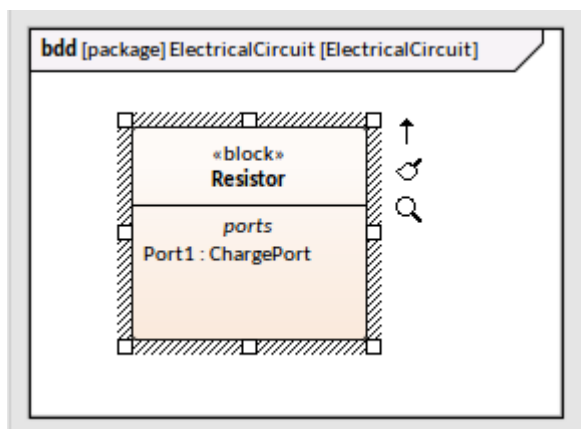 bdd [package] ElectricalCircuit [ElectricalCircuit]
«block»
Resistor
ports
Port1 : ChargePort